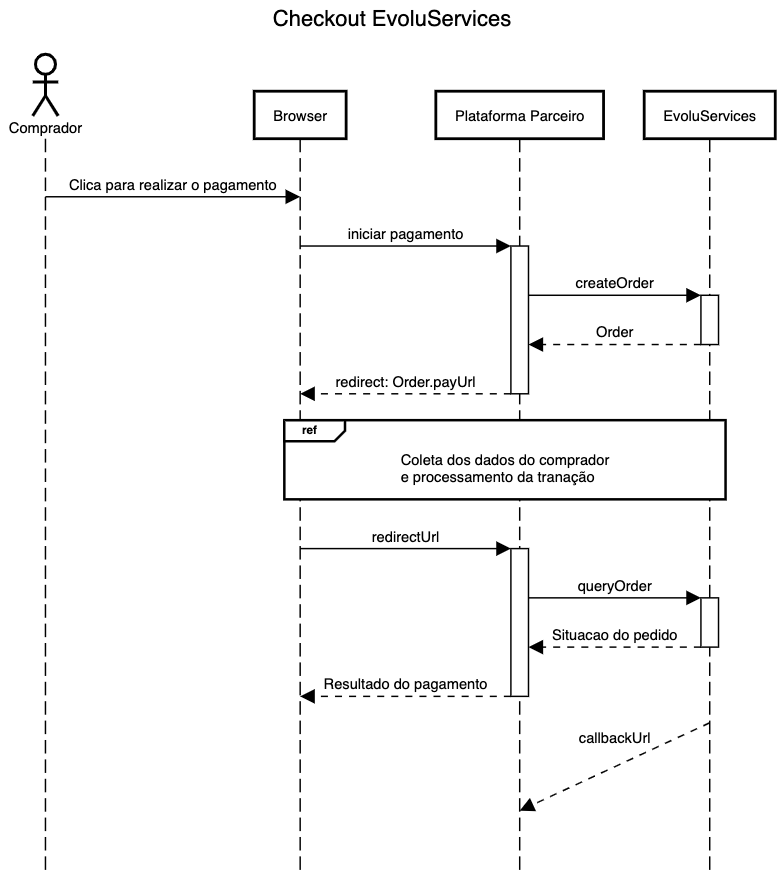 Checkout EvoluServices
Comprador
Browser
Plataforma Parceiro
EvoluServices
Clica para realizar o pagamento
iniciar pagamento
createOrder
Order
redirect: Order.payUrl
ref
Coleta dos dados do comprador
e processamento da tranação
redirectUrl
queryOrder
Situacao do pedido
Resultado do pagamento
callbackUrl